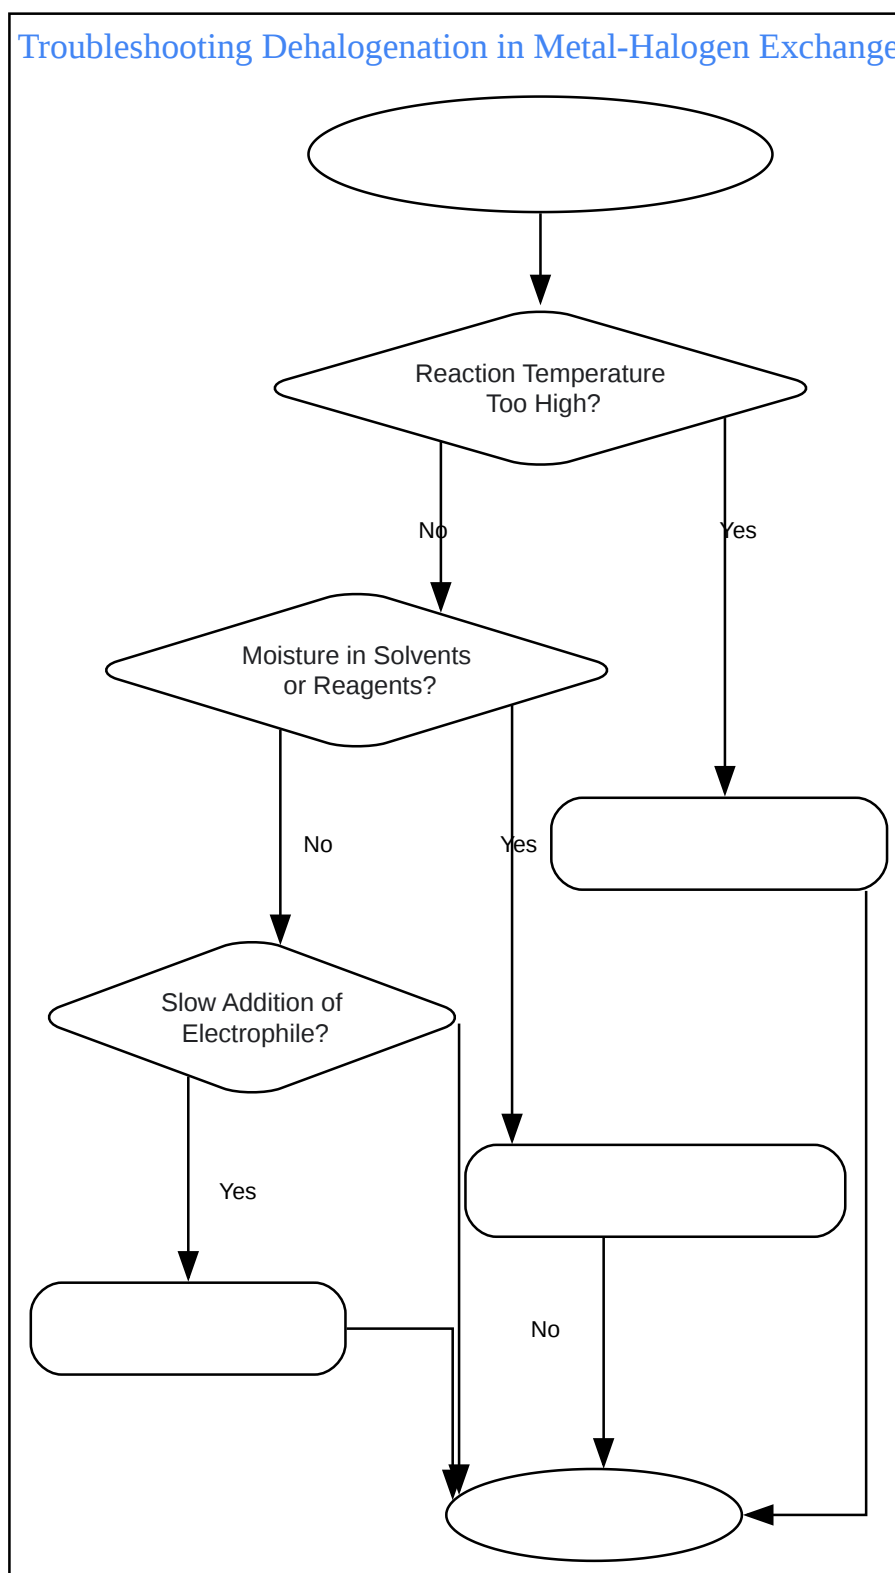 Troubleshooting Dehalogenation in Metal-Halogen Exchange
Reaction Temperature
Too High?
No
Yes
Moisture in Solvents
or Reagents?
No
Yes
Slow Addition of
Electrophile?
Yes
No